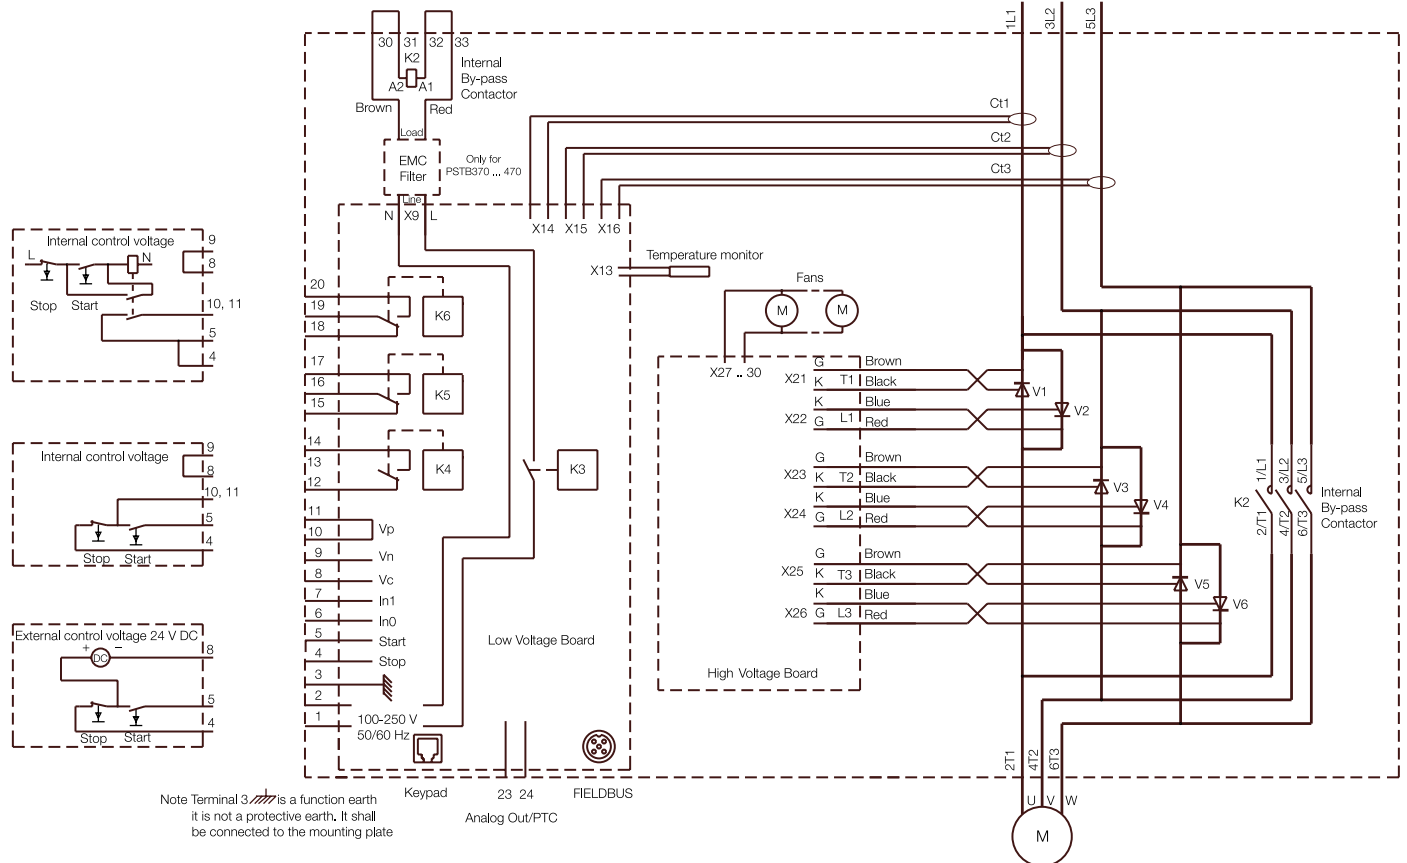 1L1 3L2 5L3
30 31 32 33
K2
A2 A1
Internal
By-pass
Contactor
Brown Red
Load
EMC
Filter
Only for
PSTB370 ... 470
Line
N X9 L
Ct1
Ct2
Ct3
X14 X15 X16
X13
Temperature monitor
Fans
M M
Internal control voltage
L N
Stop Start
9
8
10, 11
5
4
Internal control voltage
Stop Start
9
8
10, 11
5
4
External control voltage 24 V DC
+ DC −
Stop Start
8
5
4
20
19
18
K6
17
16
15
K5
14
13
12
K4
K3
11
10
Vp
9 Vn
8 Vc
7 In1
6 In0
5 Start
4 Stop
3
2
1
100-250 V
50/60 Hz
Low Voltage Board
Keypad
23 24
Analog Out/PTC
FIELDBUS
X27 .. 30
X21
G Brown
K T1 Black
X22
K Blue
G L1 Red
X23
G Brown
K T2 Black
X24
K Blue
G L2 Red
X25
G Brown
K T3 Black
X26
K Blue
G L3 Red
High Voltage Board
V1
V2
V3
V4
V5
V6
K2
1/L1 3/L2 5/L3
2/T1 4/T2 6/T3
Internal
By-pass
Contactor
2T1 4T2 6T3
U V W
M
Note Terminal 3 is a function earth
it is not a protective earth. It shall
be connected to the mounting plate